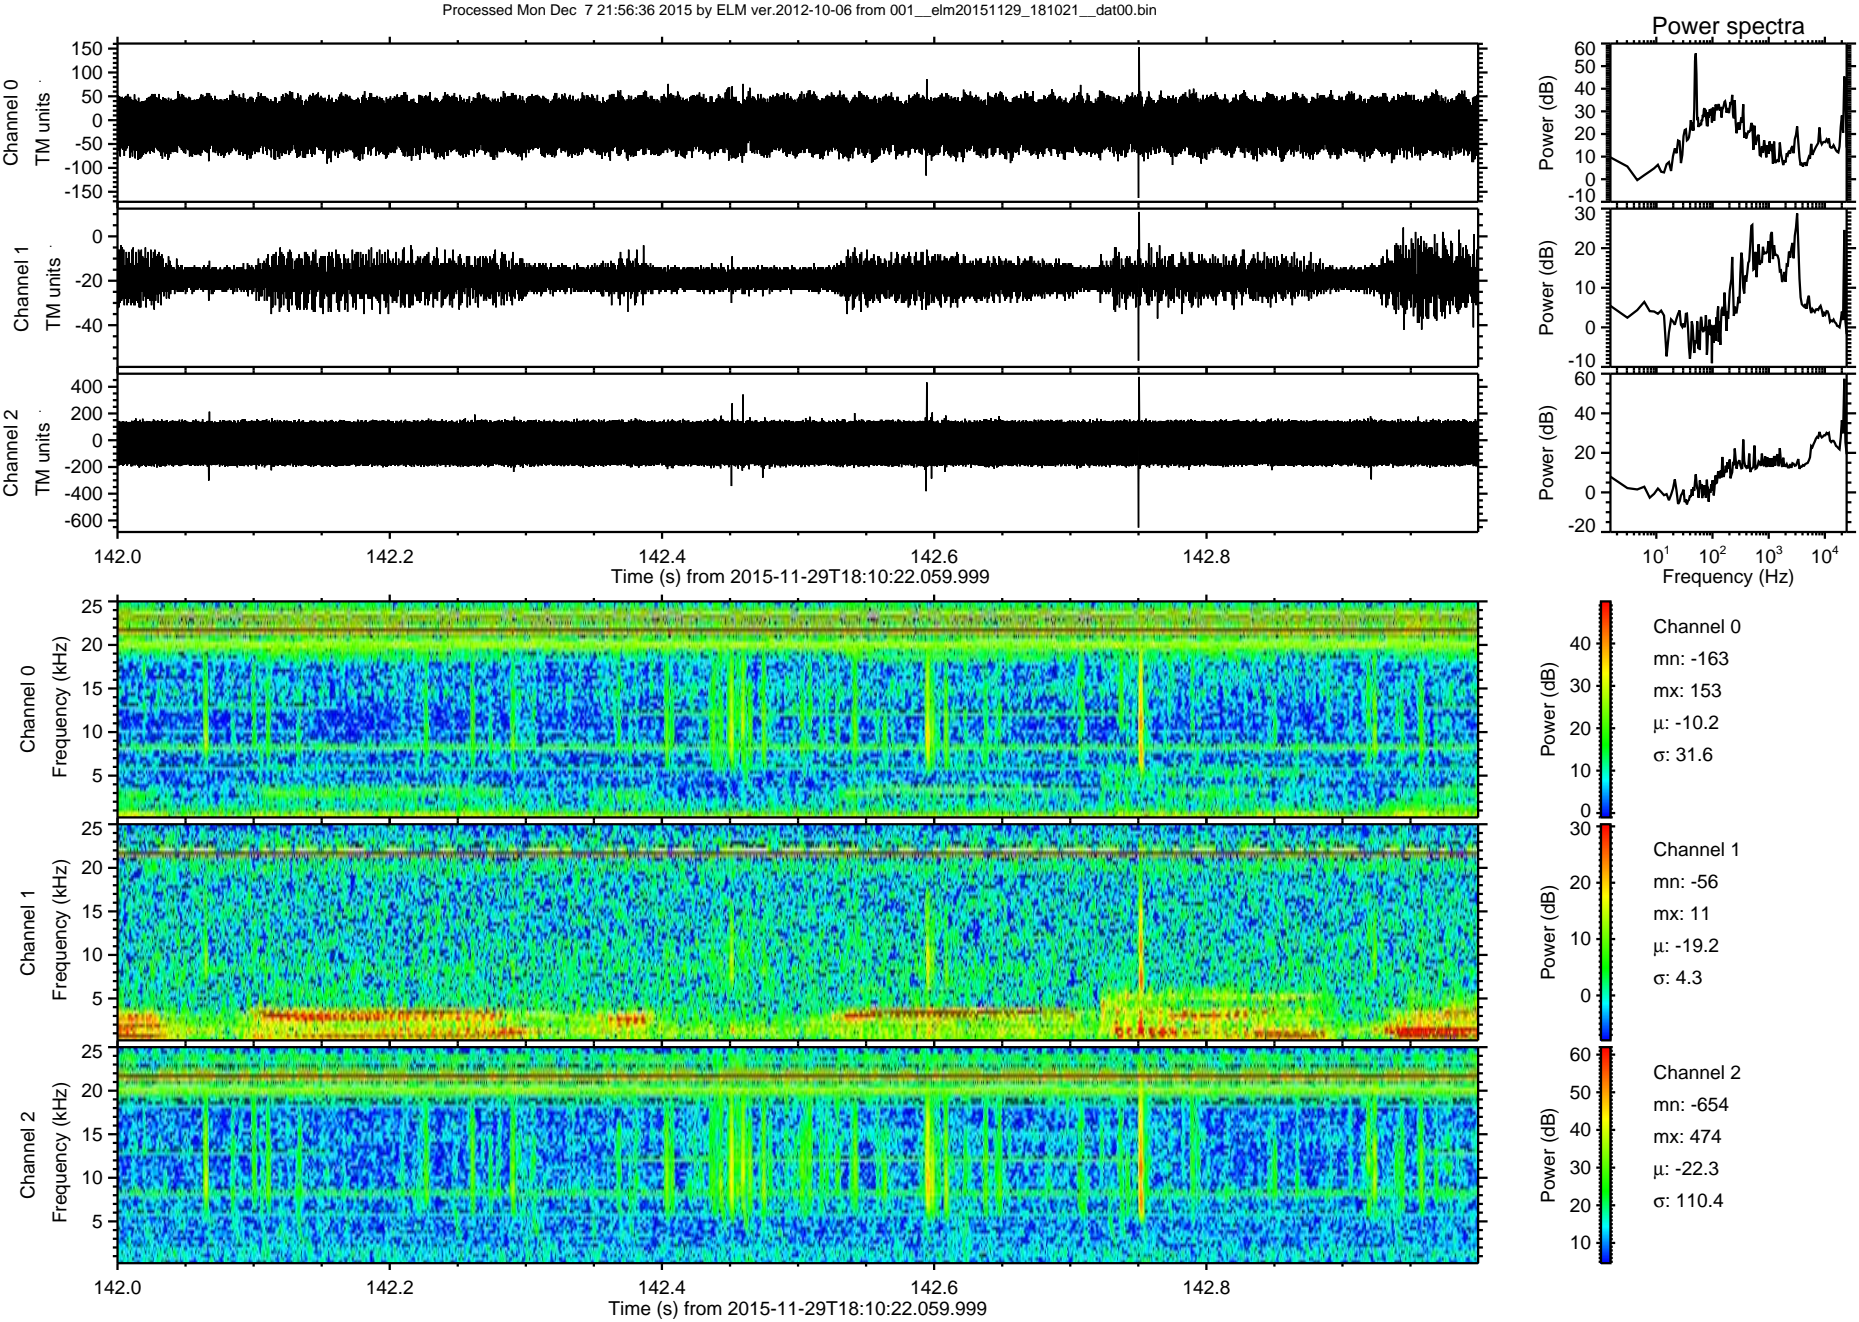 Processed Mon Dec 7 21:56:36 2015 by ELM ver.2012-10-06 from 001__elm20151129_181021__dat00.bin
Power spectra
Channel 0
TM units
150
100
50
0
-50
-100
-150
Power (dB)
60
50
40
30
20
10
0
-10
Channel 1
TM units
0
-20
-40
Power (dB)
30
20
10
0
-10
Channel 2
TM units
400
200
0
-200
-400
-600
Power (dB)
60
40
20
0
-20
142.0 142.2 142.4 142.6 142.8
Time (s) from 2015-11-29T18:10:22.059.999
10¹ 10² 10³ 10⁴
Frequency (Hz)
Channel 0
Frequency (kHz)
25
20
15
10
5
Power (dB)
40
30
20
10
0
Channel 0
mn: -163
mx: 153
μ: -10.2
σ: 31.6
Channel 1
Frequency (kHz)
25
20
15
10
5
Power (dB)
30
20
10
0
Channel 1
mn: -56
mx: 11
μ: -19.2
σ: 4.3
Channel 2
Frequency (kHz)
25
20
15
10
5
Power (dB)
60
50
40
30
20
10
Channel 2
mn: -654
mx: 474
μ: -22.3
σ: 110.4
142.0 142.2 142.4 142.6 142.8
Time (s) from 2015-11-29T18:10:22.059.999